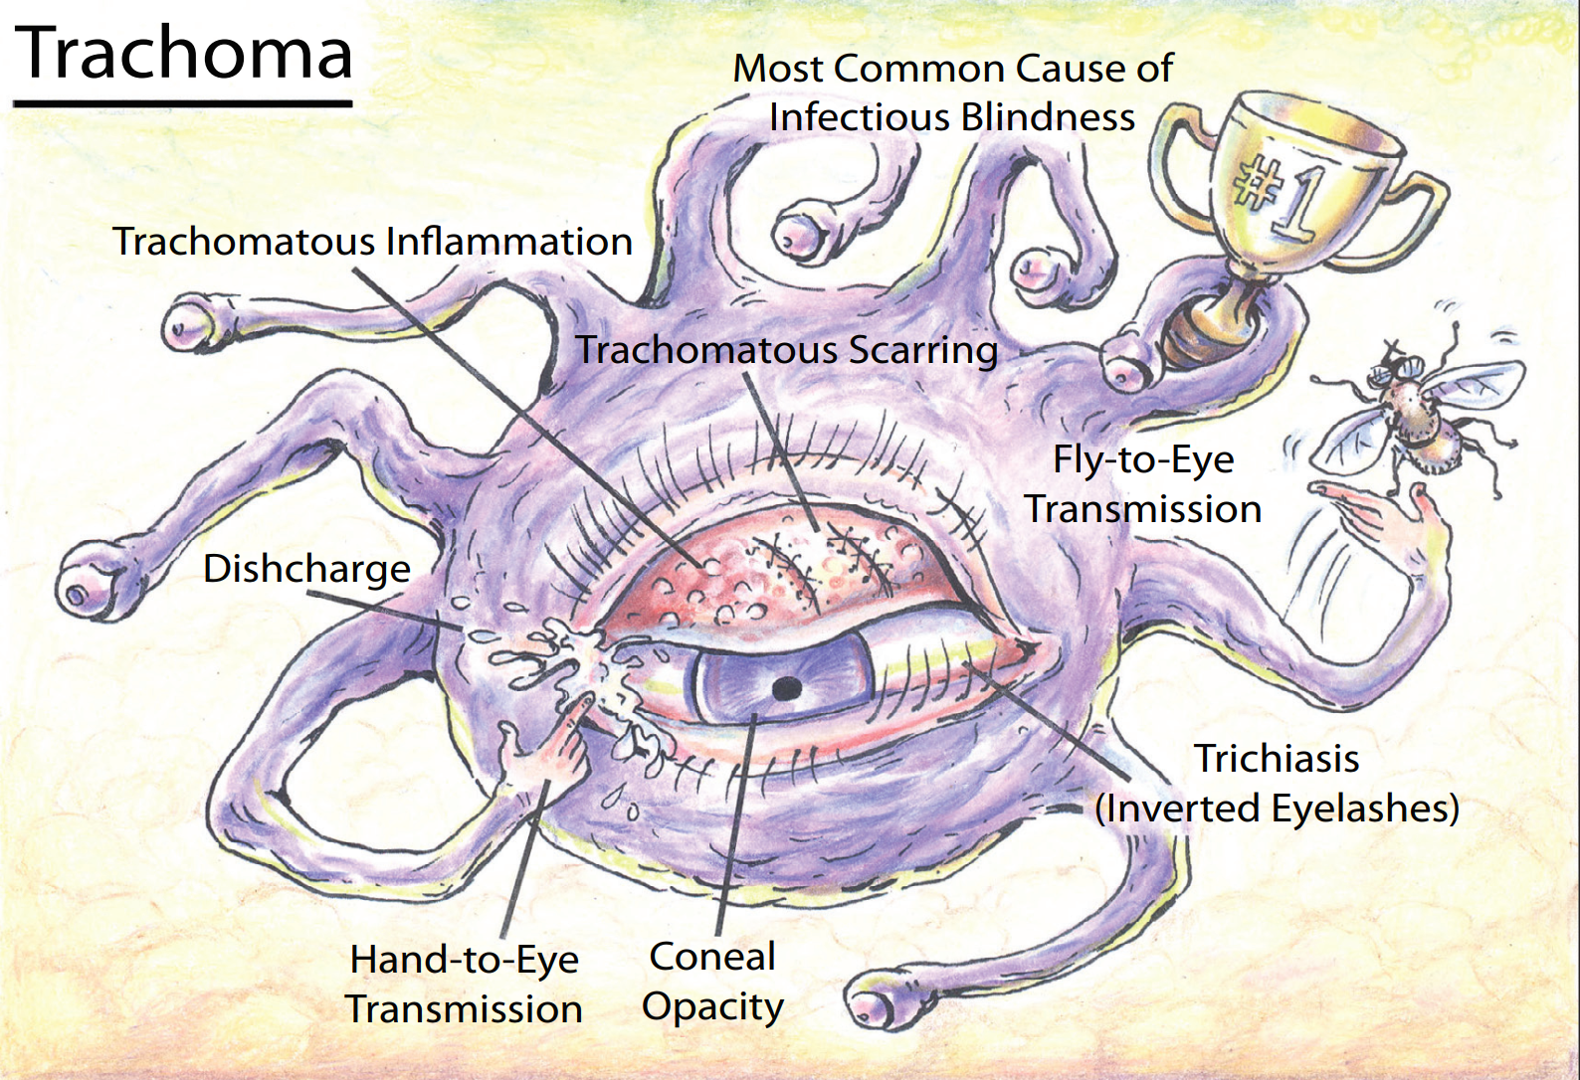 Trachoma
Most Common Cause of
Infectious Blindness
#1
Trachomatous Inflammation
Trachomatous Scarring
Fly-to-Eye
Transmission
Dishcharge
Trichiasis
(Inverted Eyelashes)
Hand-to-Eye
Transmission
Coneal
Opacity